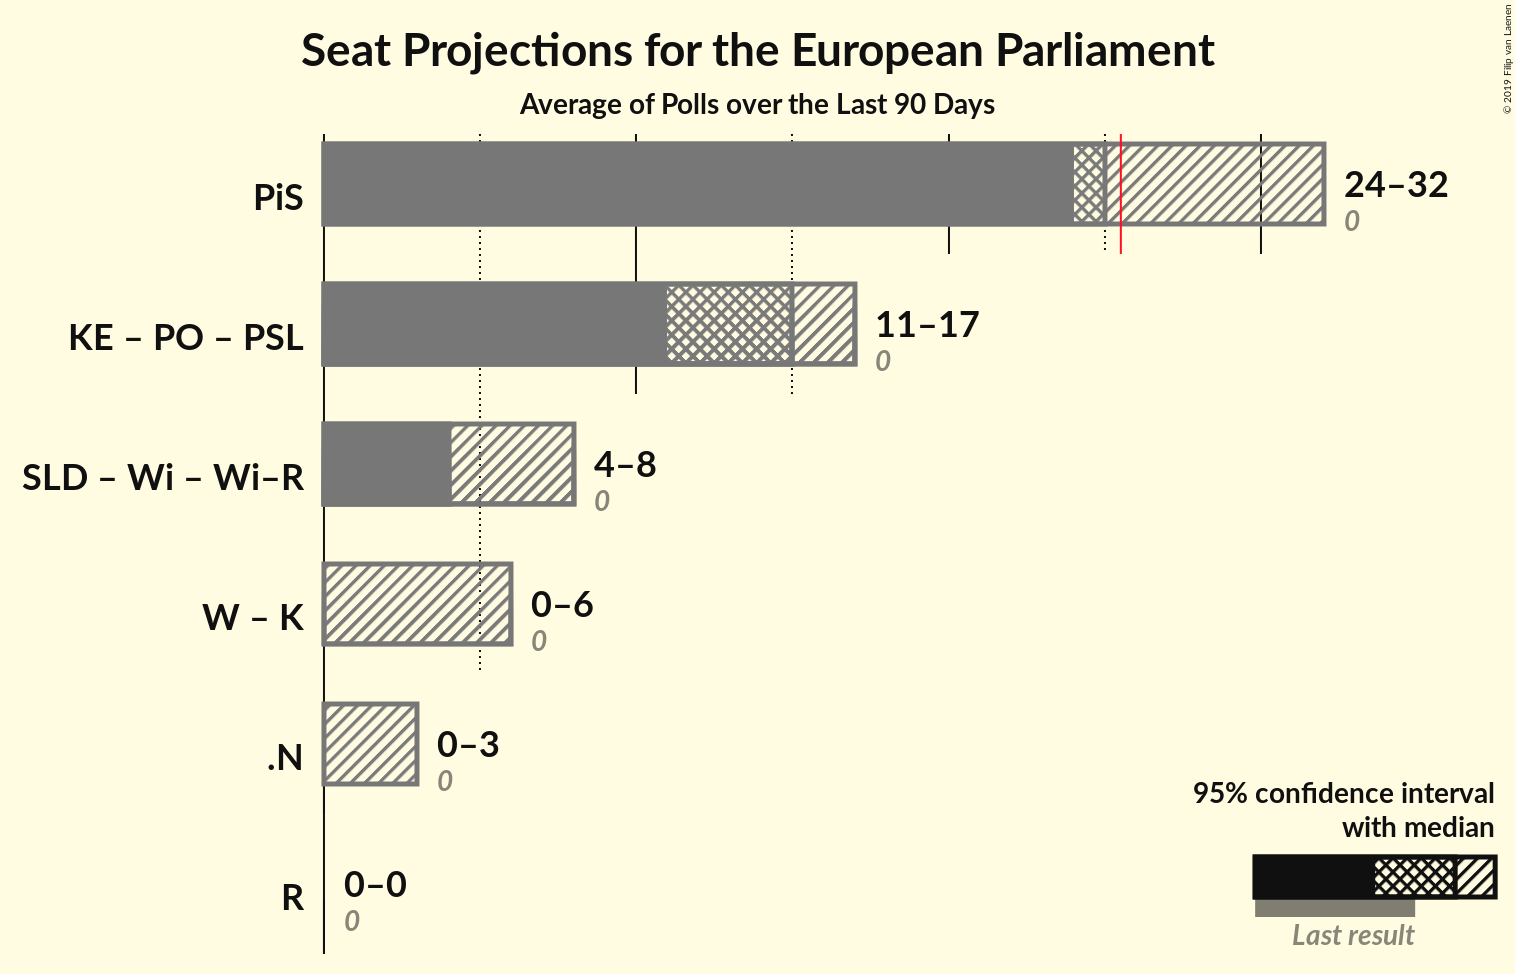 Seat Projections for the European Parliament
Average of Polls over the Last 90 Days
© 2019 Filip van Laenen
PiS
24–32
0
KE – PO – PSL
11–17
0
SLD – Wi – Wi–R
4–8
0
W – K
0–6
0
.N
0–3
0
R
0–0
0
95% confidence interval
with median
Last result